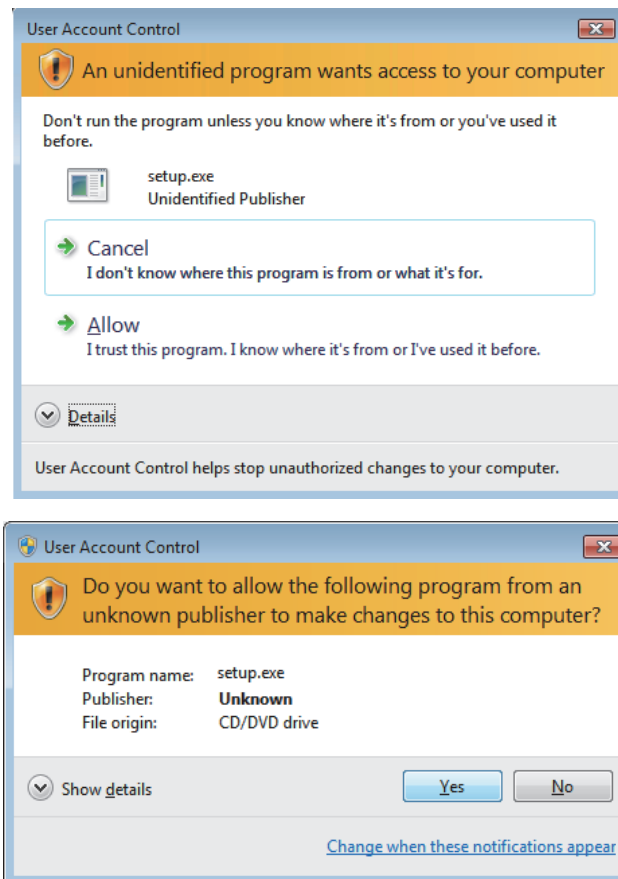 User Account Control
An unidentified program wants access to your computer
Don't run the program unless you know where it's from or you've used it
before.
setup.exe
Unidentified Publisher
Cancel
I don't know where this program is from or what it's for.
Allow
I trust this program. I know where it's from or I've used it before.
Details
User Account Control helps stop unauthorized changes to your computer.
User Account Control
Do you want to allow the following program from an
unknown publisher to make changes to this computer?
Program name: setup.exe
Publisher: Unknown
File origin: CD/DVD drive
Show details Yes No
Change when these notifications appear